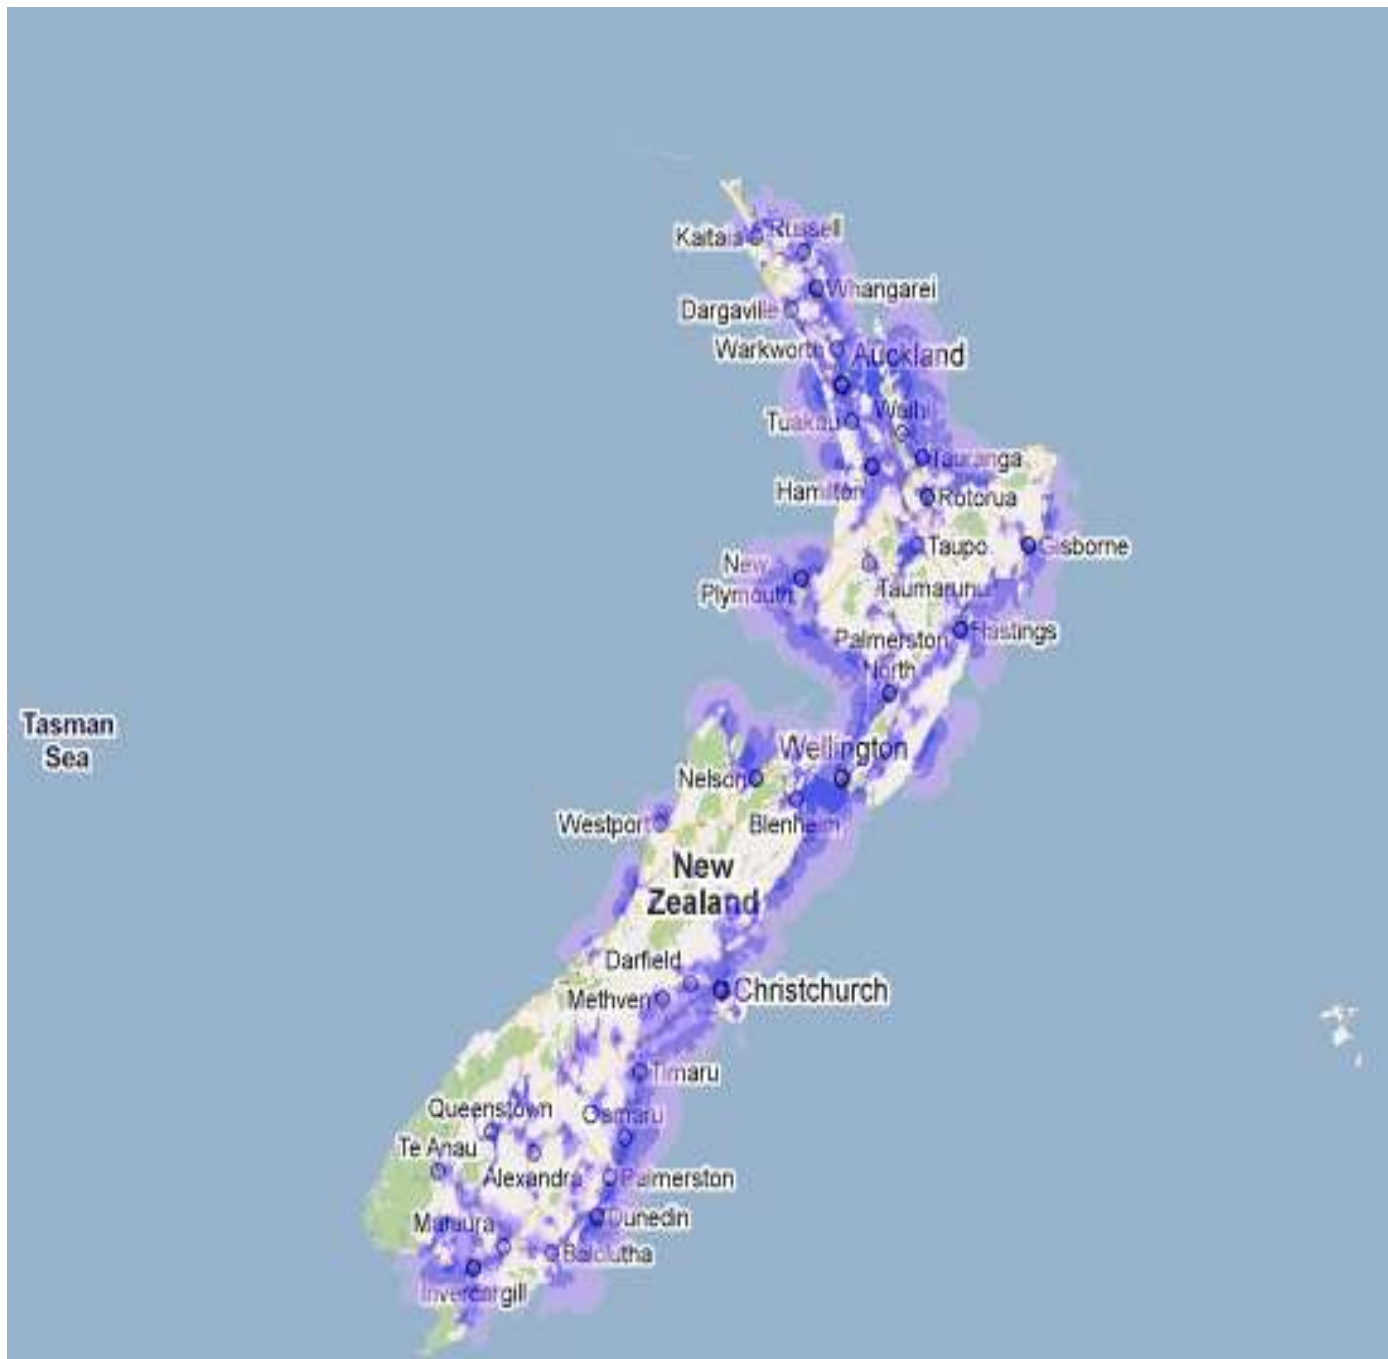 Kaitaia
Russell
Whangarei
Dargaville
Warkworth
Auckland
Waihi
Tuakau
Tauranga
Hamilton
Rotorua
Taupo
Gisborne
New
Plymouth
Taumarunui
Hastings
Palmerston
North
Tasman
Sea
Wellington
Nelson
Blenheim
Westport
New
Zealand
Darfield
Christchurch
Methven
Timaru
Queenstown
Oamaru
Te Anau
Alexandra
Palmerston
Mataura
Dunedin
Balclutha
Invercargill